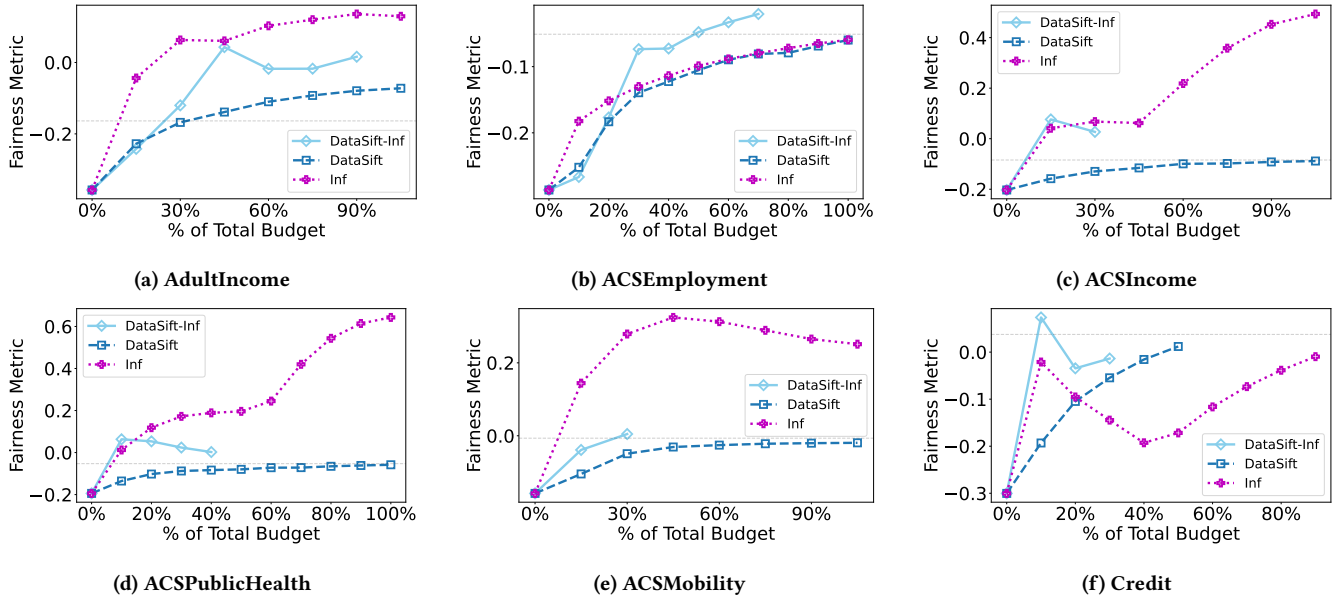 Fairness Metric
0.0
−0.2
DataSift-Inf
DataSift
Inf
0% 30% 60% 90%
% of Total Budget
(a) AdultIncome
Fairness Metric
−0.1
−0.2
DataSift-Inf
DataSift
Inf
0% 20% 40% 60% 80% 100%
% of Total Budget
(b) ACSEmployment
Fairness Metric
0.4
0.2
0.0
−0.2
DataSift-Inf
DataSift
Inf
0% 30% 60% 90%
% of Total Budget
(c) ACSIncome
Fairness Metric
0.6
0.4
0.2
0.0
−0.2
DataSift-Inf
DataSift
Inf
0% 20% 40% 60% 80% 100%
% of Total Budget
(d) ACSPublicHealth
Fairness Metric
0.2
0.0
DataSift-Inf
DataSift
Inf
0% 30% 60% 90%
% of Total Budget
(e) ACSMobility
Fairness Metric
0.0
−0.1
−0.2
−0.3
DataSift-Inf
DataSift
Inf
0% 20% 40% 60% 80%
% of Total Budget
(f) Credit